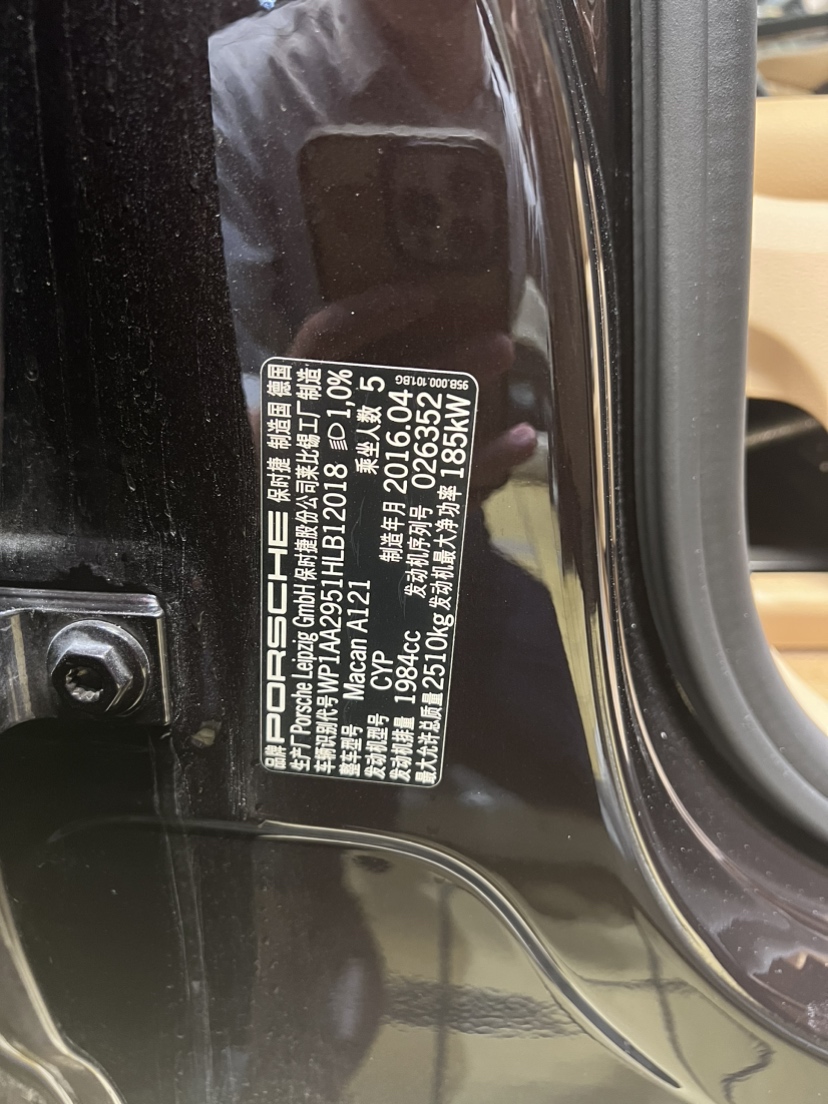 品牌 PORSCHE 保时捷 制造国 德国
生产厂 Porsche Leipzig GmbH 保时捷股份公司莱比锡工厂制造
车辆识别代号 WP1AA2951HLB12018 1,0%
整车型号 Macan A121 乘坐人数 5
发动机型号 CYP 制造年月 2016.04
发动机排量 1984cc 发动机序列号 026352
最大允许总质量 2510kg 发动机最大净功率 185kW
95B.000.101.BG